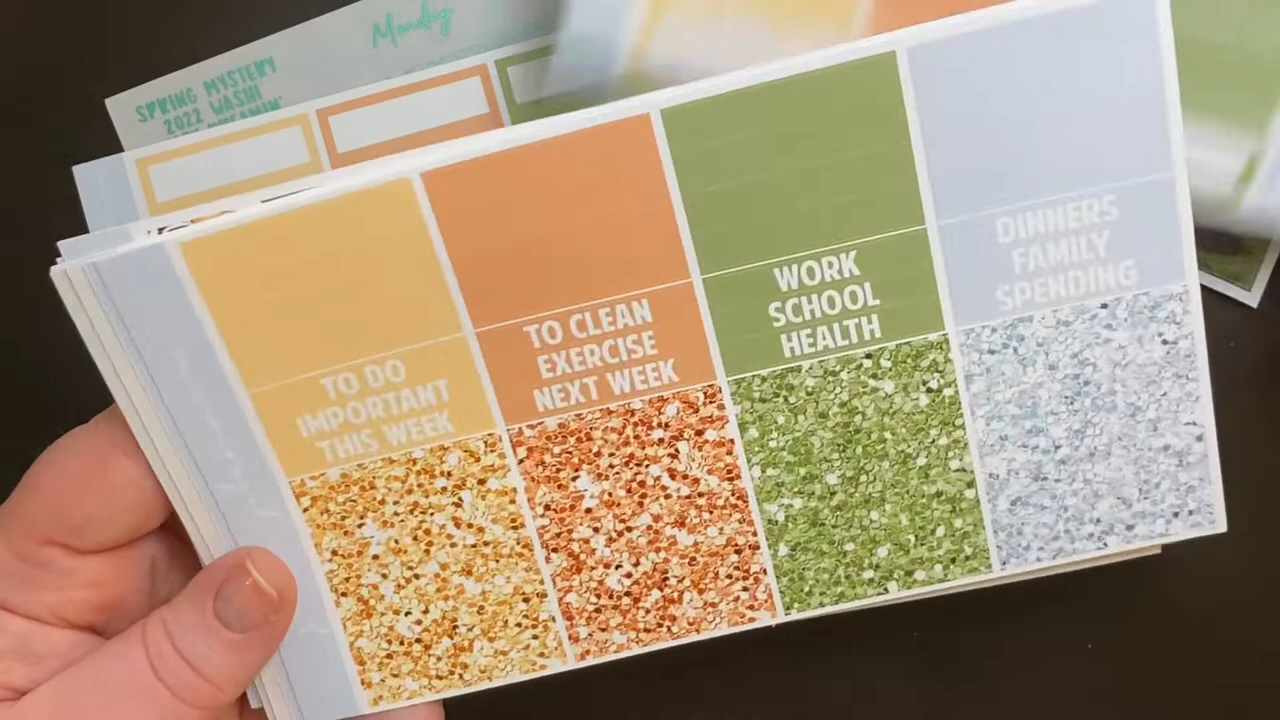 Monday
SPRING MYSTERY
2022 WASHI
TO DO
IMPORTANT
THIS WEEK
TO CLEAN
EXERCISE
NEXT WEEK
WORK
SCHOOL
HEALTH
DINNERS
FAMILY
SPENDING